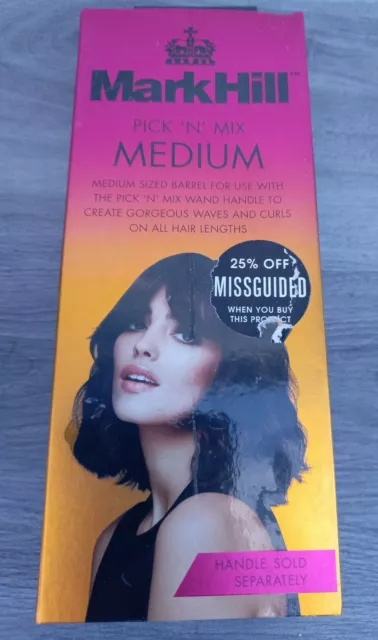 MarkHill™
PICK 'N' MIX
MEDIUM
MEDIUM SIZED BARREL FOR USE WITH
THE PICK 'N' MIX WAND HANDLE TO
CREATE GORGEOUS WAVES AND CURLS
ON ALL HAIR LENGTHS
25% OFF
MISSGUIDED
WHEN YOU BUY
THIS PRODUCT
HANDLE SOLD
SEPARATELY